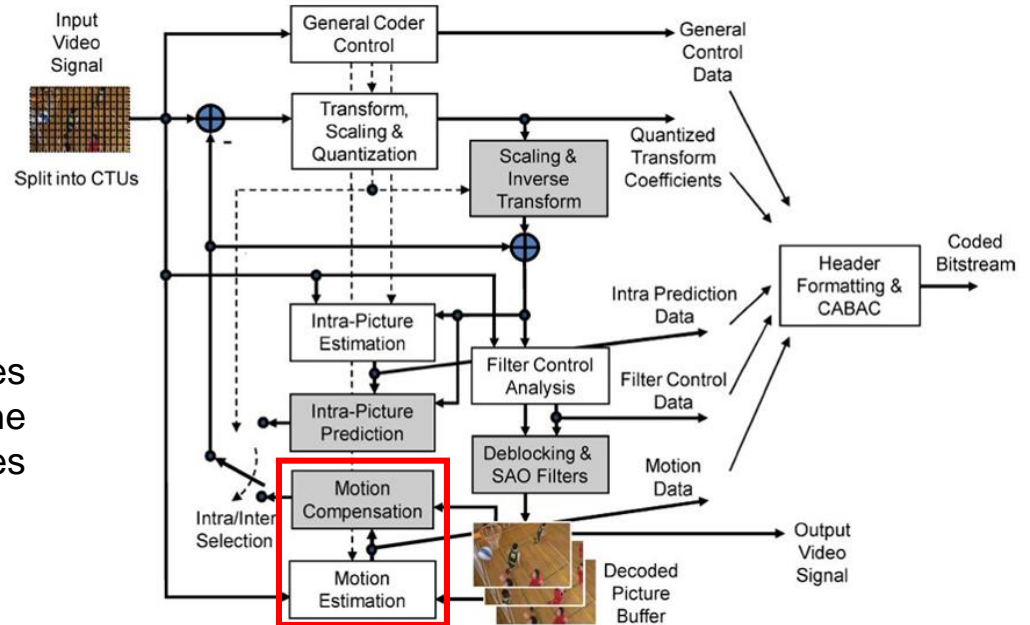 Input
Video
Signal
Split into CTUs
General Coder
Control
Transform,
Scaling &
Quantization
-
Scaling &
Inverse
Transform
General
Control
Data
Quantized
Transform
Coefficients
Header
Formatting &
CABAC
Coded
Bitstream
Intra-Picture
Estimation
Intra Prediction
Data
Filter Control
Analysis
Filter Control
Data
Intra-Picture
Prediction
Deblocking &
SAO Filters
Motion
Compensation
Motion
Data
Intra/Inter
Selection
Motion
Estimation
Decoded
Picture
Buffer
Output
Video
Signal
es
ne
es